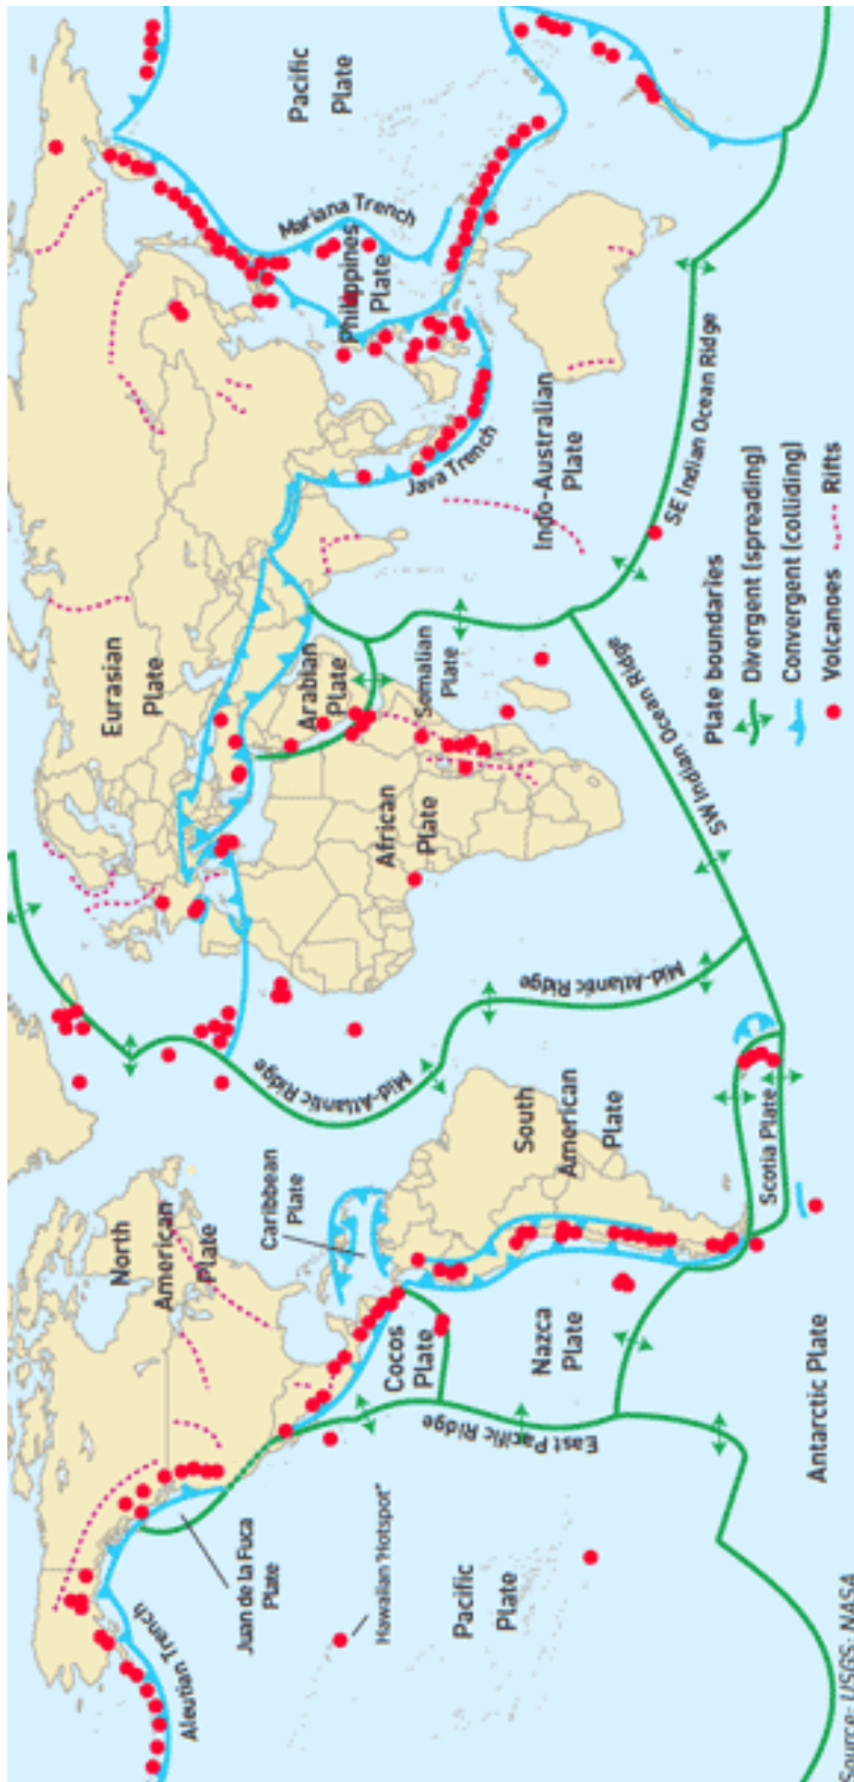 Aleutian Trench
Juan de la Fuca
Plate
Hawaiian "Hotspot"
Pacific
Plate
North
American
Plate
Caribbean
Plate
Cocos
Plate
East Pacific Ridge
Nazca
Plate
South
American
Plate
Scotia Plate
Antarctic Plate
Mid-Atlantic Ridge
Mid-Atlantic Ridge
Eurasian
Plate
Arabian
Plate
African
Plate
Somalian
Plate
SW Indian Ocean Ridge
SE Indian Ocean Ridge
Indo-Australian
Plate
Java Trench
Philippines
Plate
Mariana Trench
Pacific
Plate
Plate boundaries
Divergent (spreading)
Convergent (colliding)
Volcanoes
Rifts
Source: USGS; NASA